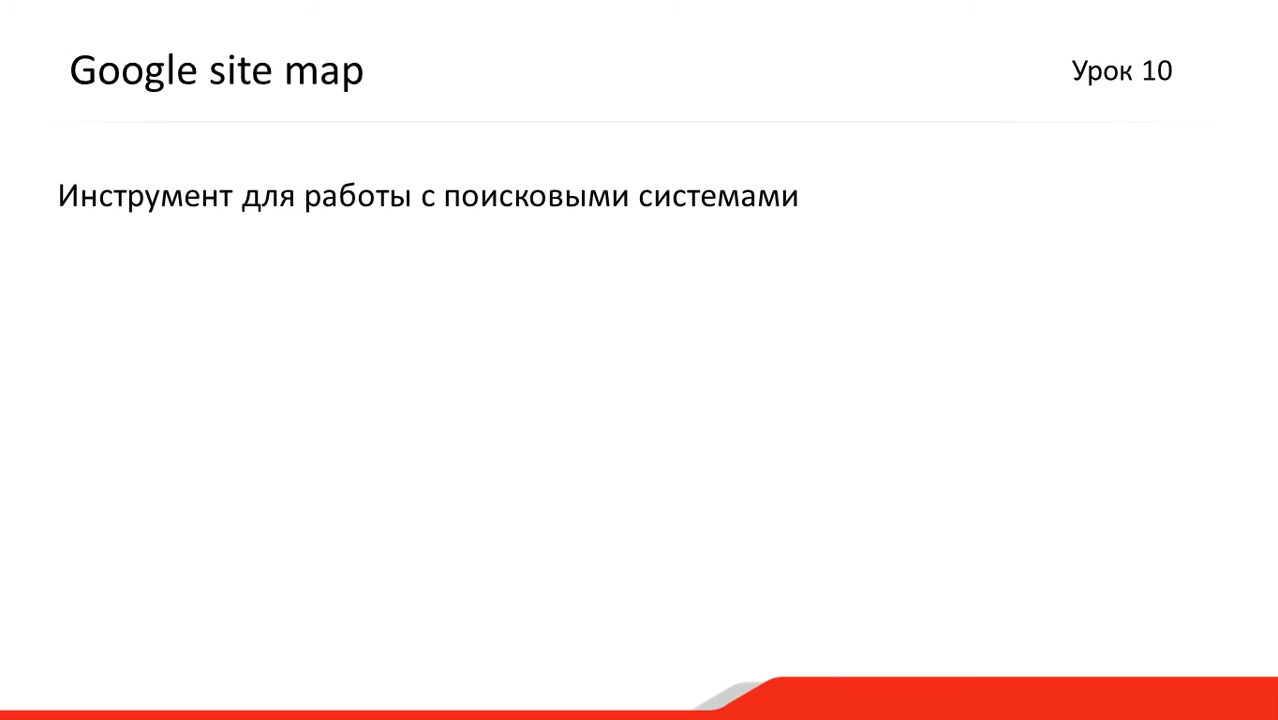 Google site map
Урок 10
Инструмент для работы с поисковыми системами